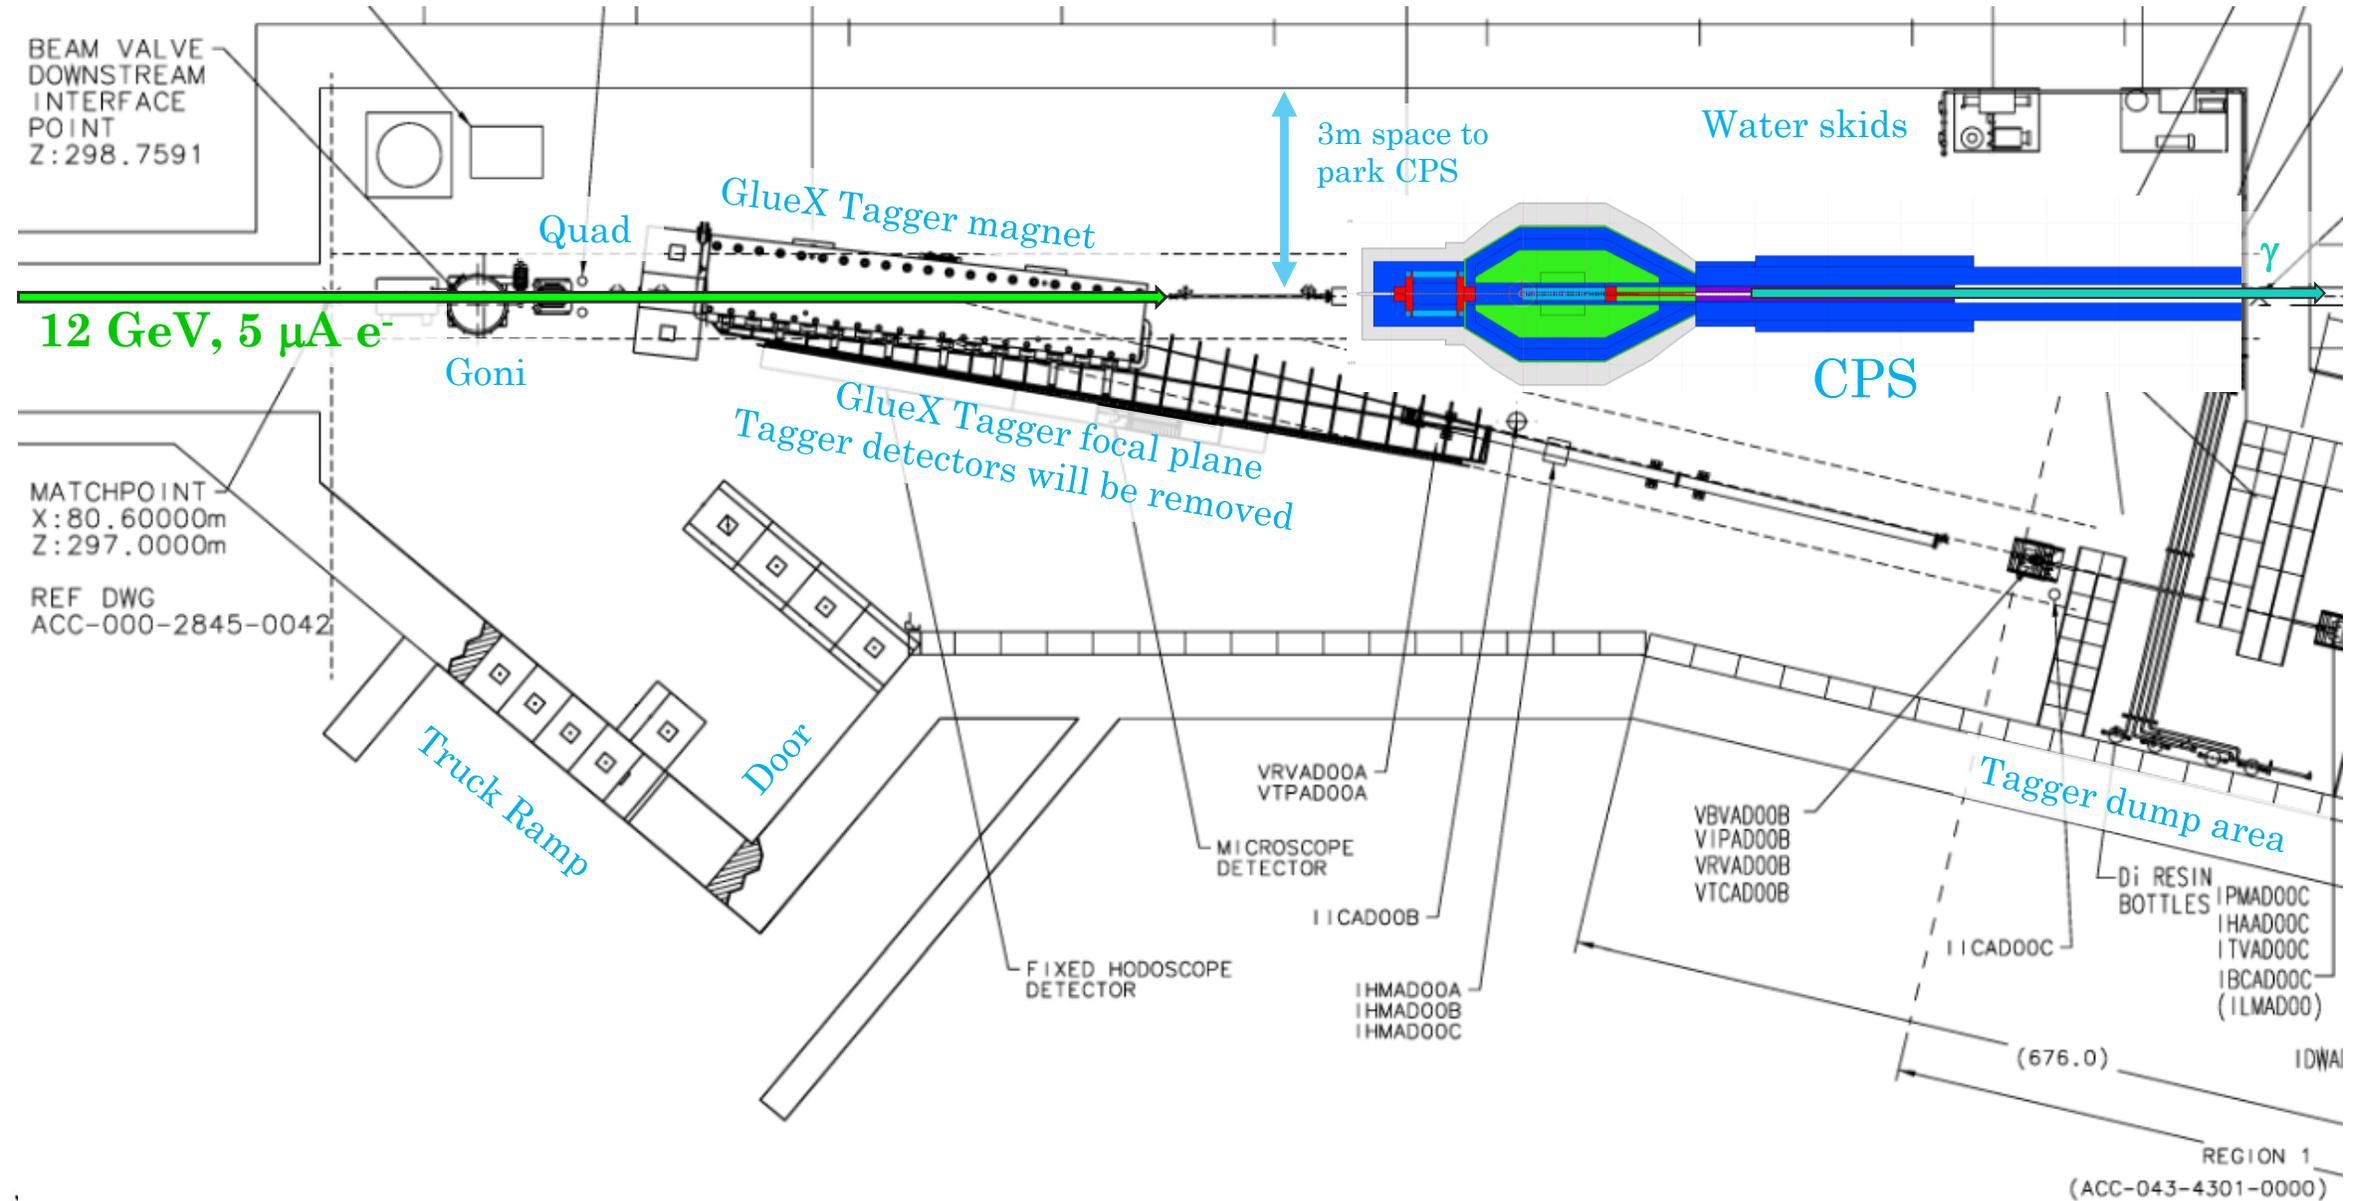 BEAM VALVE
DOWNSTREAM
INTERFACE
POINT
Z:298.7591
Water skids
3m space to
park CPS
GlueX Tagger magnet
Quad
γ
12 GeV, 5 μA e-
Goni
CPS
GlueX Tagger focal plane
Tagger detectors will be removed
MATCHPOINT
X:80.60000m
Z:297.0000m
REF DWG
ACC-000-2845-0042
Truck Ramp
Door
Tagger dump area
VRVAD00A
VTPAD00A
VBVAD00B
VIPAD00B
VRVAD00B
VTCAD00B
MICROSCOPE
DETECTOR
Di RESIN
BOTTLES
IPMAD00C
IHAAD00C
ITVAD00C
IBCAD00C
(ILMAD00)
IICAD00B
IICAD00C
FIXED HODOSCOPE
DETECTOR
IHMAD00A
IHMAD00B
IHMAD00C
(676.0)
REGION 1
(ACC-043-4301-0000)